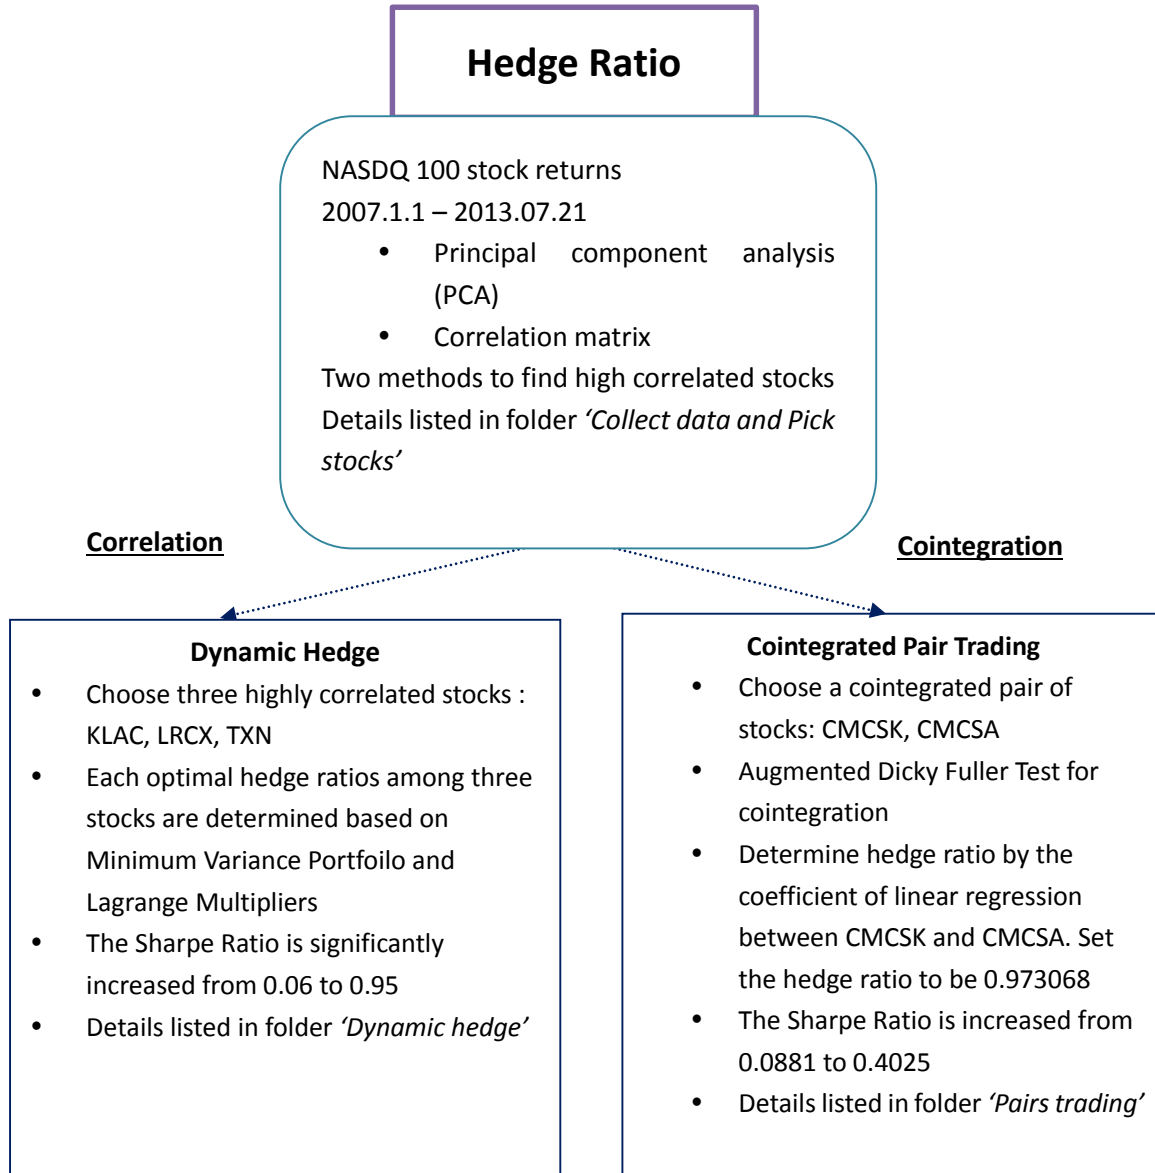 Hedge Ratio
NASDQ 100 stock returns
2007.1.1 – 2013.07.21
• Principal component analysis
(PCA)
• Correlation matrix
Two methods to find high correlated stocks
Details listed in folder ‘Collect data and Pick
stocks’
Correlation
Cointegration
Dynamic Hedge
• Choose three highly correlated stocks :
KLAC, LRCX, TXN
• Each optimal hedge ratios among three
stocks are determined based on
Minimum Variance Portfoilo and
Lagrange Multipliers
• The Sharpe Ratio is significantly
increased from 0.06 to 0.95
• Details listed in folder ‘Dynamic hedge’
Cointegrated Pair Trading
• Choose a cointegrated pair of
stocks: CMCSK, CMCSA
• Augmented Dicky Fuller Test for
cointegration
• Determine hedge ratio by the
coefficient of linear regression
between CMCSK and CMCSA. Set
the hedge ratio to be 0.973068
• The Sharpe Ratio is increased from
0.0881 to 0.4025
• Details listed in folder ‘Pairs trading’